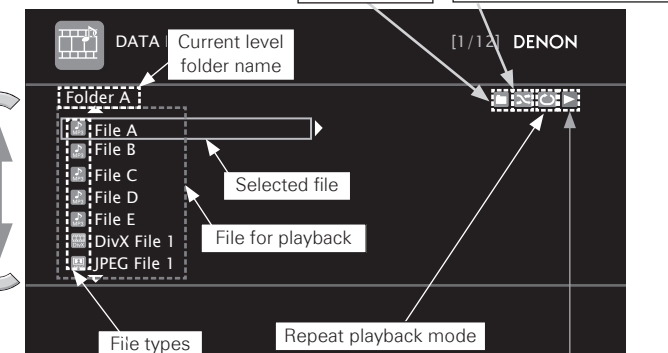 DATA
[1/12] DENON
Current level
folder name
Folder A
File A
File B
File C
File D
File E
DivX File 1
JPEG File 1
Selected file
File for playback
File types
Repeat playback mode